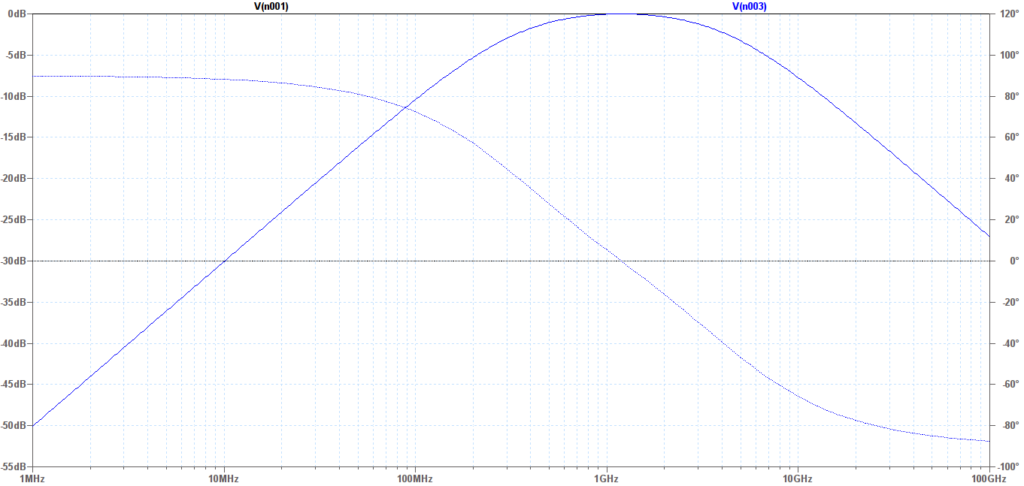 V(n001) V(n003)
0dB 120°
-5dB 100°
-10dB 80°
-15dB 60°
-20dB 40°
-25dB 20°
-30dB 0°
-35dB -20°
-40dB -40°
-45dB -60°
-50dB -80°
-55dB -100°
1MHz 10MHz 100MHz 1GHz 10GHz 100GHz